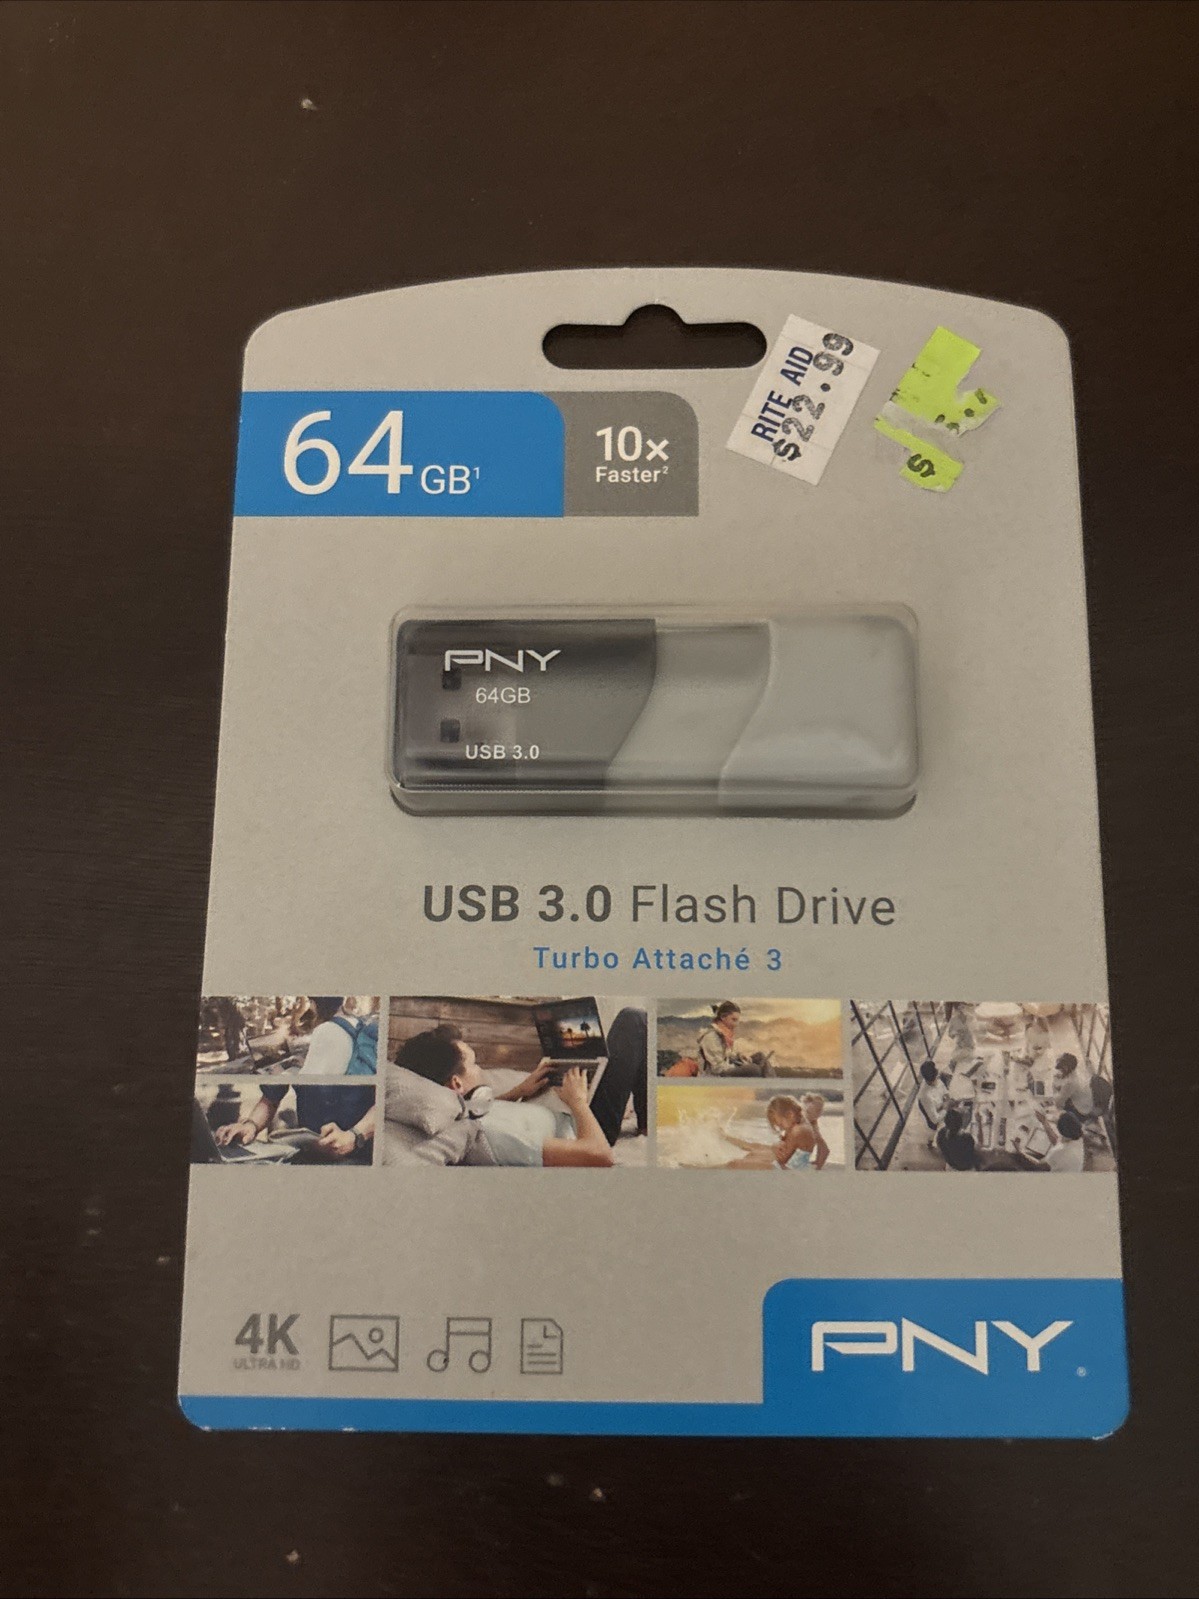 64GB¹
10x
Faster²
RITE AID
$22.99
$
PNY
64GB
USB 3.0
USB 3.0 Flash Drive
Turbo Attaché 3
4K
ULTRA HD
PNY